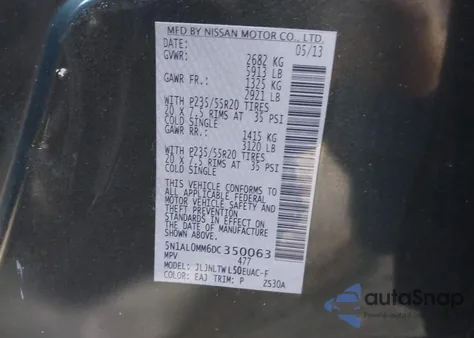 MFD BY NISSAN MOTOR CO., LTD.
DATE: 05/13
GVWR: 2682 KG
5913 LB
GAWR FR.: 1325 KG
2921 LB
WITH P235/55R20 TIRES
20 X 7.5 RIMS AT 35 PSI
COLD SINGLE
GAWR RR.: 1415 KG
3120 LB
WITH P235/55R20 TIRES
20 X 7.5 RIMS AT 35 PSI
COLD SINGLE
THIS VEHICLE CONFORMS TO
ALL APPLICABLE FEDERAL
MOTOR VEHICLE SAFETY
STANDARDS IN EFFECT ON
THE DATE OF MANUFACTURE
SHOWN ABOVE.
5N1AL0MM6DC350063
MPV 477
MODEL: JLJNLTWL50EUAC-F
COLOR: EAJ TRIM: P ZS30A
autaSnap